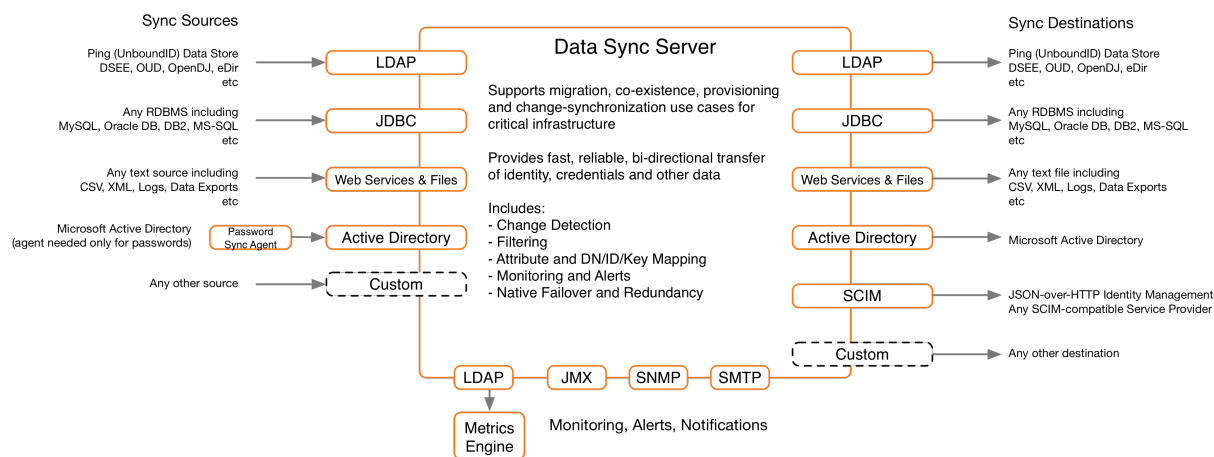 Sync Sources
Ping (UnboundID) Data Store
DSEE, OUD, OpenDJ, eDir
etc
LDAP
Any RDBMS including
MySQL, Oracle DB, DB2, MS-SQL
etc
JDBC
Any text source including
CSV, XML, Logs, Data Exports
etc
Web Services & Files
Microsoft Active Directory
(agent needed only for passwords)
Password
Sync Agent
Active Directory
Any other source
Custom
Data Sync Server
Supports migration, co-existence, provisioning
and change-synchronization use cases for
critical infrastructure
Provides fast, reliable, bi-directional transfer
of identity, credentials and other data
Includes:
- Change Detection
- Filtering
- Attribute and DN/ID/Key Mapping
- Monitoring and Alerts
- Native Failover and Redundancy
Sync Destinations
LDAP
Ping (UnboundID) Data Store
DSEE, OUD, OpenDJ, eDir
etc
JDBC
Any RDBMS including
MySQL, Oracle DB, DB2, MS-SQL
etc
Web Services & Files
Any text file including
CSV, XML, Logs, Data Exports
etc
Active Directory
Microsoft Active Directory
SCIM
JSON-over-HTTP Identity Management
Any SCIM-compatible Service Provider
Custom
Any other destination
LDAP
JMX
SNMP
SMTP
Metrics
Engine
Monitoring, Alerts, Notifications